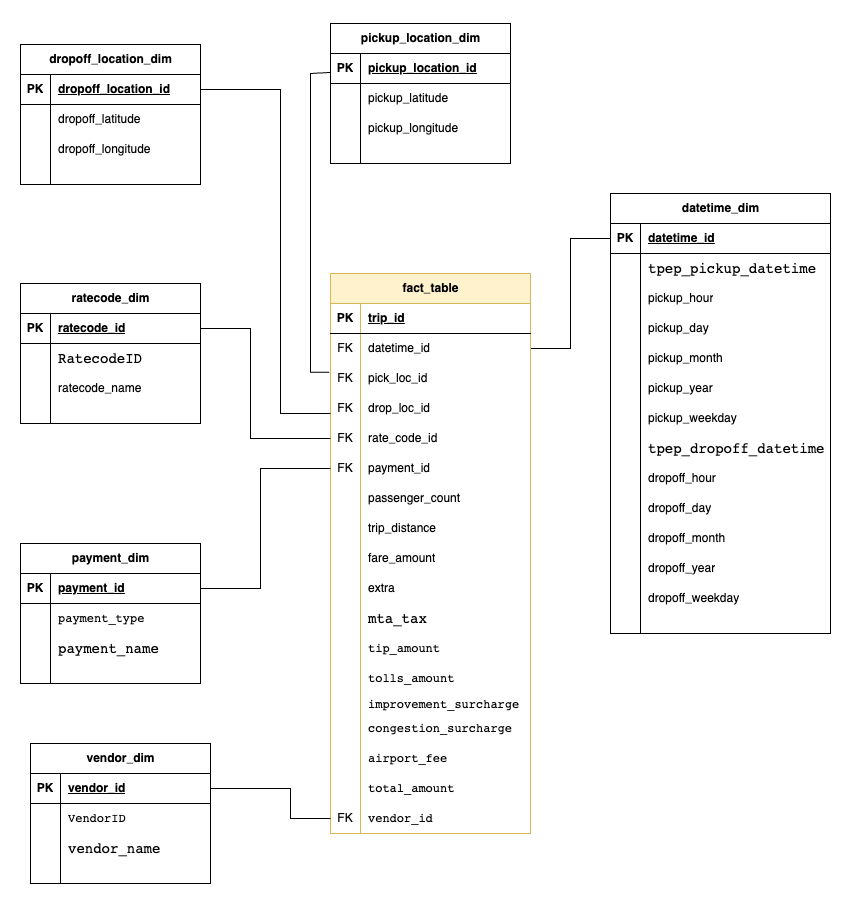 dropoff_location_dim
PK dropoff_location_id
dropoff_latitude
dropoff_longitude
pickup_location_dim
PK pickup_location_id
pickup_latitude
pickup_longitude
datetime_dim
PK datetime_id
tpep_pickup_datetime
pickup_hour
pickup_day
pickup_month
pickup_year
pickup_weekday
tpep_dropoff_datetime
dropoff_hour
dropoff_day
dropoff_month
dropoff_year
dropoff_weekday
ratecode_dim
PK ratecode_id
RatecodeID
ratecode_name
fact_table
PK trip_id
FK datetime_id
FK pick_loc_id
FK drop_loc_id
FK rate_code_id
FK payment_id
passenger_count
trip_distance
fare_amount
extra
mta_tax
tip_amount
tolls_amount
improvement_surcharge
congestion_surcharge
airport_fee
total_amount
FK vendor_id
payment_dim
PK payment_id
payment_type
payment_name
vendor_dim
PK vendor_id
VendorID
vendor_name